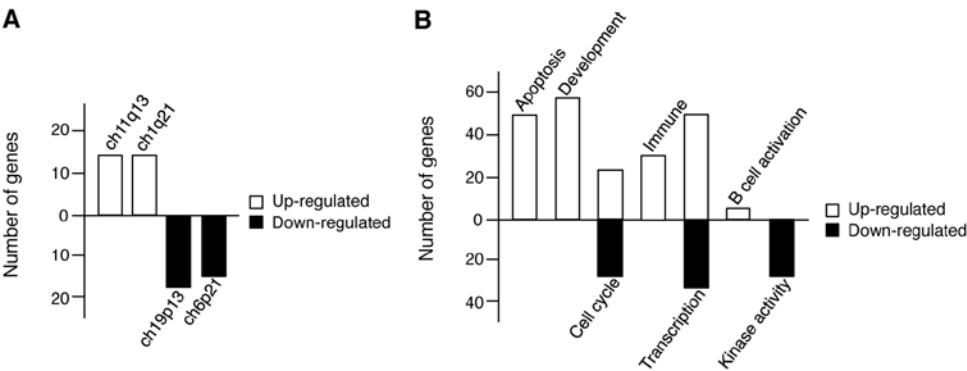 A
Number of genes
20
10
0
10
20
ch11q13
ch1q21
ch19p13
ch6p21
Up-regulated
Down-regulated
B
Number of genes
60
40
20
0
20
40
Apoptosis
Development
Immune
B cell activation
Cell cycle
Transcription
Kinase activity
Up-regulated
Down-regulated